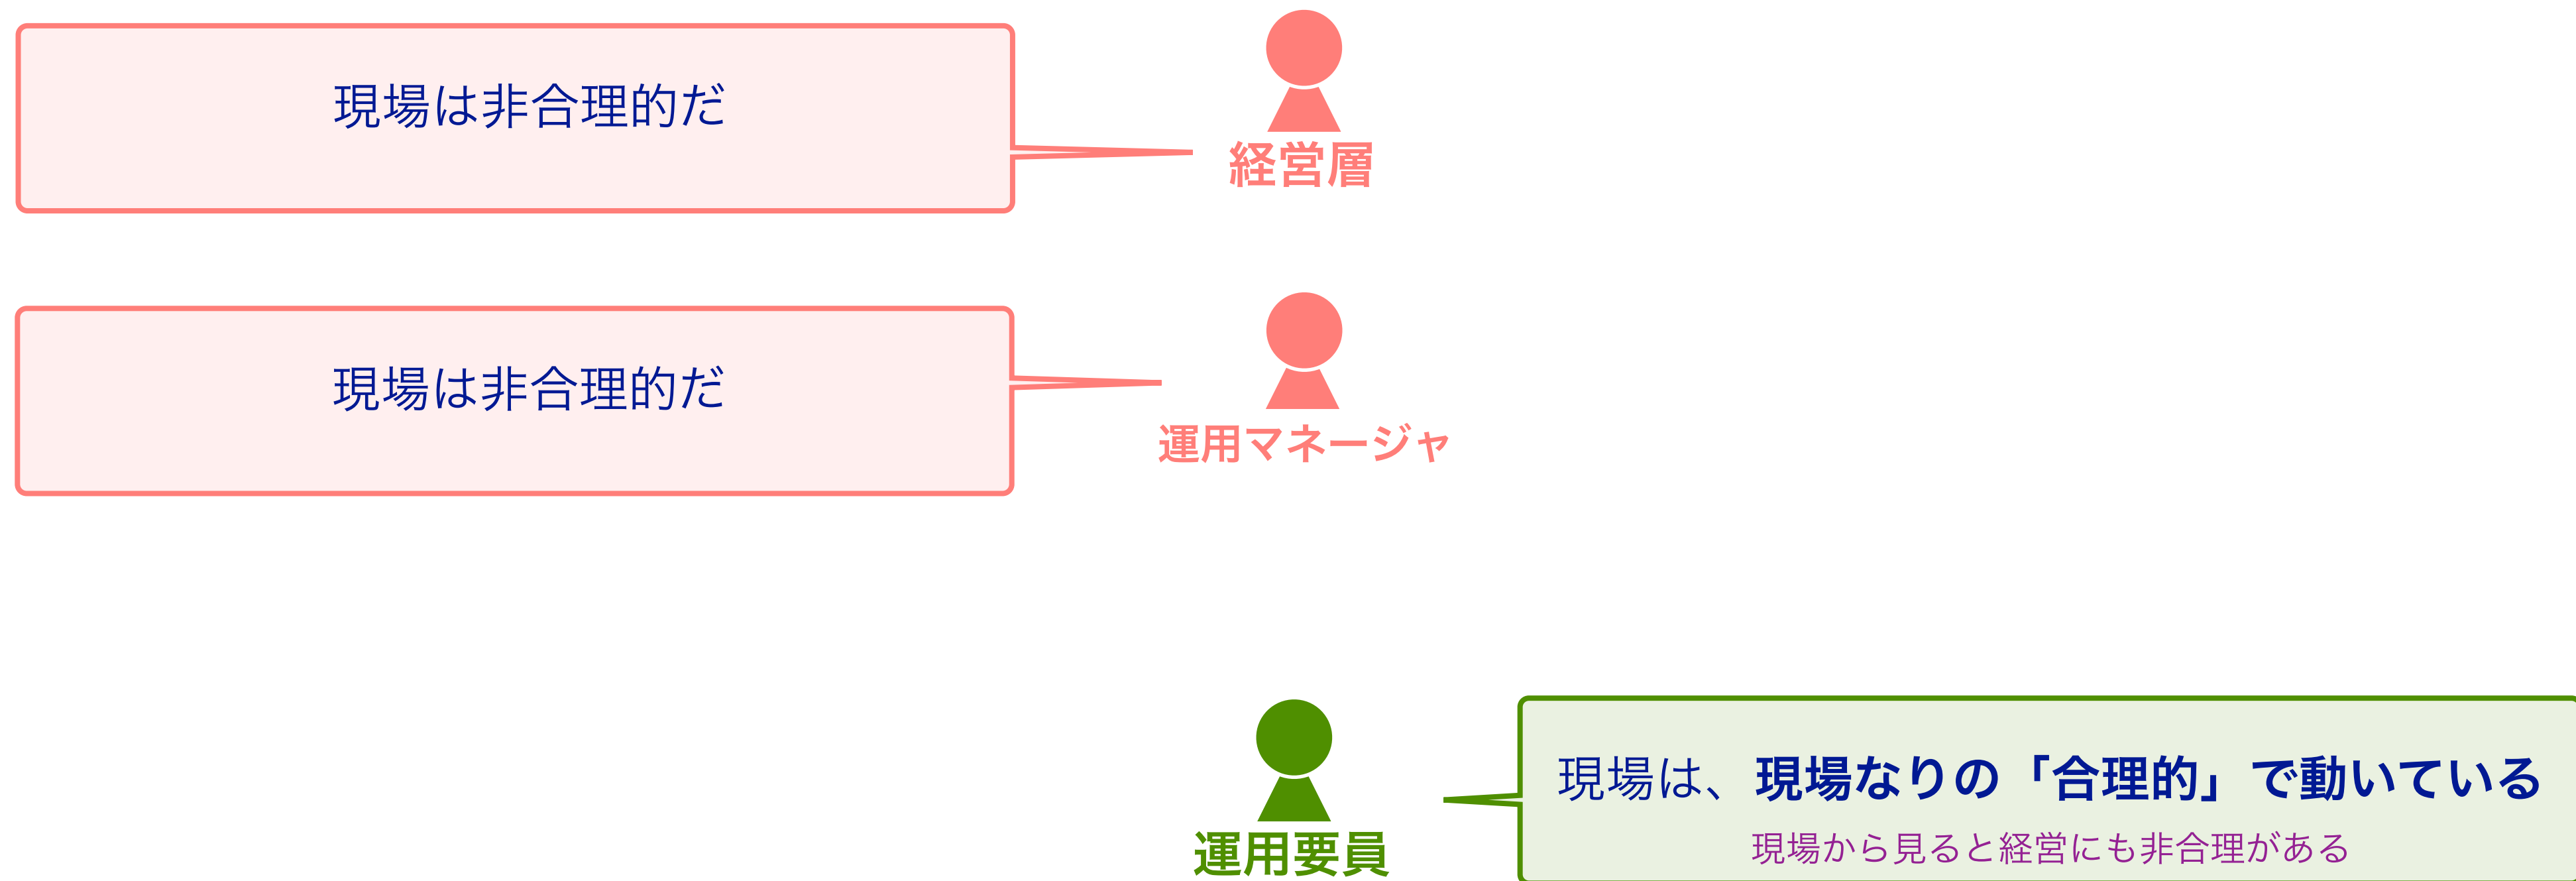 現場は非合理的だ
経営層
現場は非合理的だ
運用マネージャ
現場は、現場なりの「合理的」で動いている
現場から見ると経営にも非合理がある
運用要員